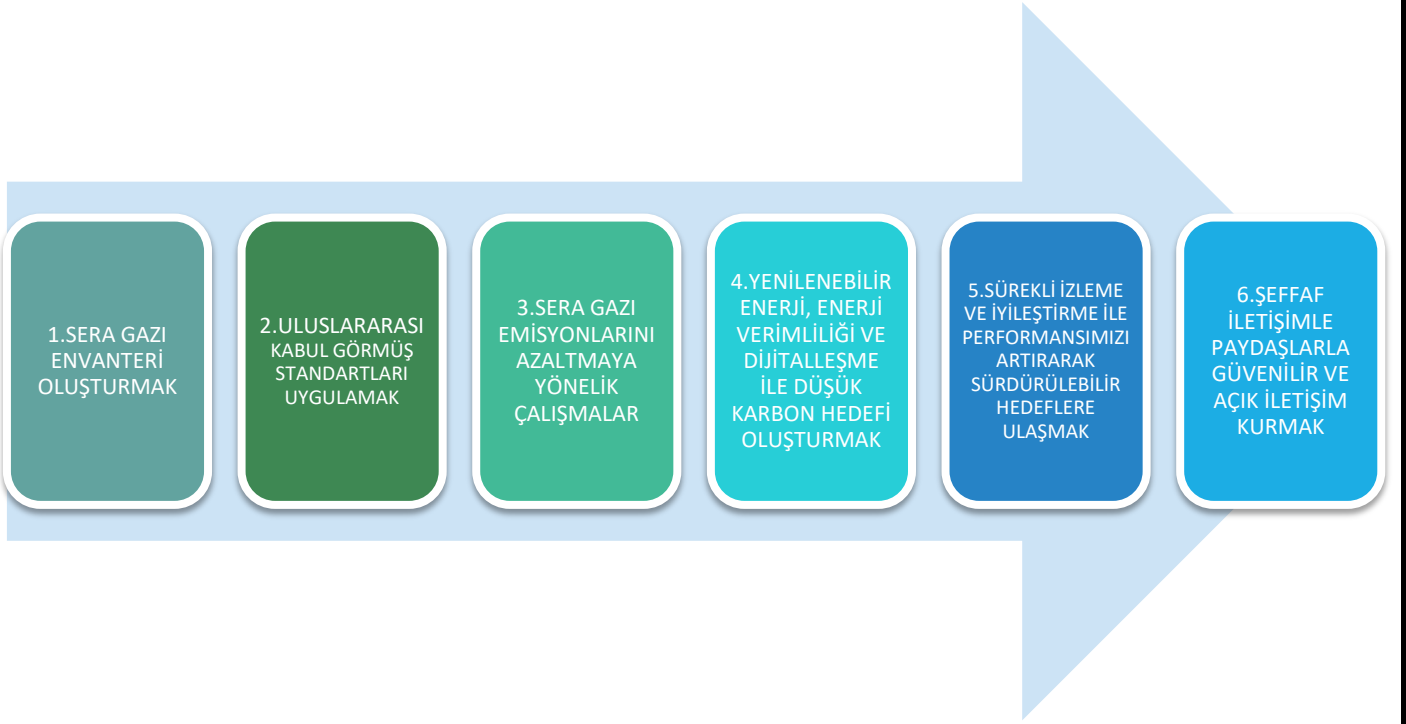 1.SERA GAZI
ENVANTERİ
OLUŞTURMAK
2.ULUSLARARASI
KABUL GÖRMÜŞ
STANDARTLARI
UYGULAMAK
3.SERA GAZI
EMİSYONLARINI
AZALTMAYA
YÖNELİK
ÇALIŞMALAR
4.YENİLENEBİLİR
ENERJİ, ENERJİ
VERİMLİLİĞİ VE
DİJİTALLEŞME
İLE DÜŞÜK
KARBON HEDEFİ
OLUŞTURMAK
5.SÜREKLİ İZLEME
VE İYİLEŞTİRME İLE
PERFORMANSIMIZI
ARTIRARAK
SÜRDÜRÜLEBİLİR
HEDEFLERE
ULAŞMAK
6.ŞEFFAF
İLETİŞİMLE
PAYDAŞLARLA
GÜVENİLİR VE
AÇIK İLETİŞİM
KURMAK